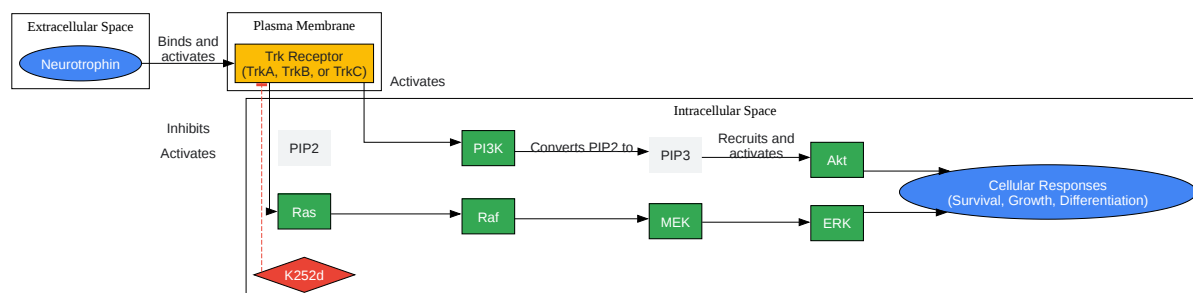 Extracellular Space
Neurotrophin
Binds and
activates
Plasma Membrane
Trk Receptor
(TrkA, TrkB, or TrkC)
Activates
Intracellular Space
Inhibits
Activates
PIP2
PI3K
Converts PIP2 to
PIP3
Recruits and
activates
Akt
Cellular Responses
(Survival, Growth, Differentiation)
Ras
Raf
MEK
ERK
K252d